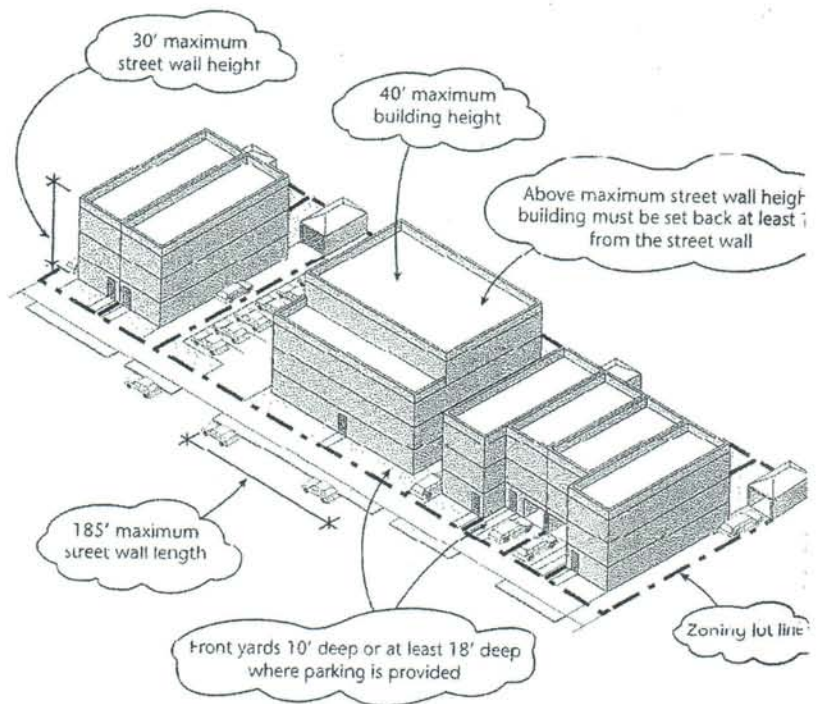 30' maximum
street wall height
40' maximum
building height
Above maximum street wall heigh
building must be set back at least 1
from the street wall
185' maximum
street wall length
Front yards 10' deep or at least 18' deep
where parking is provided
Zoning lot line